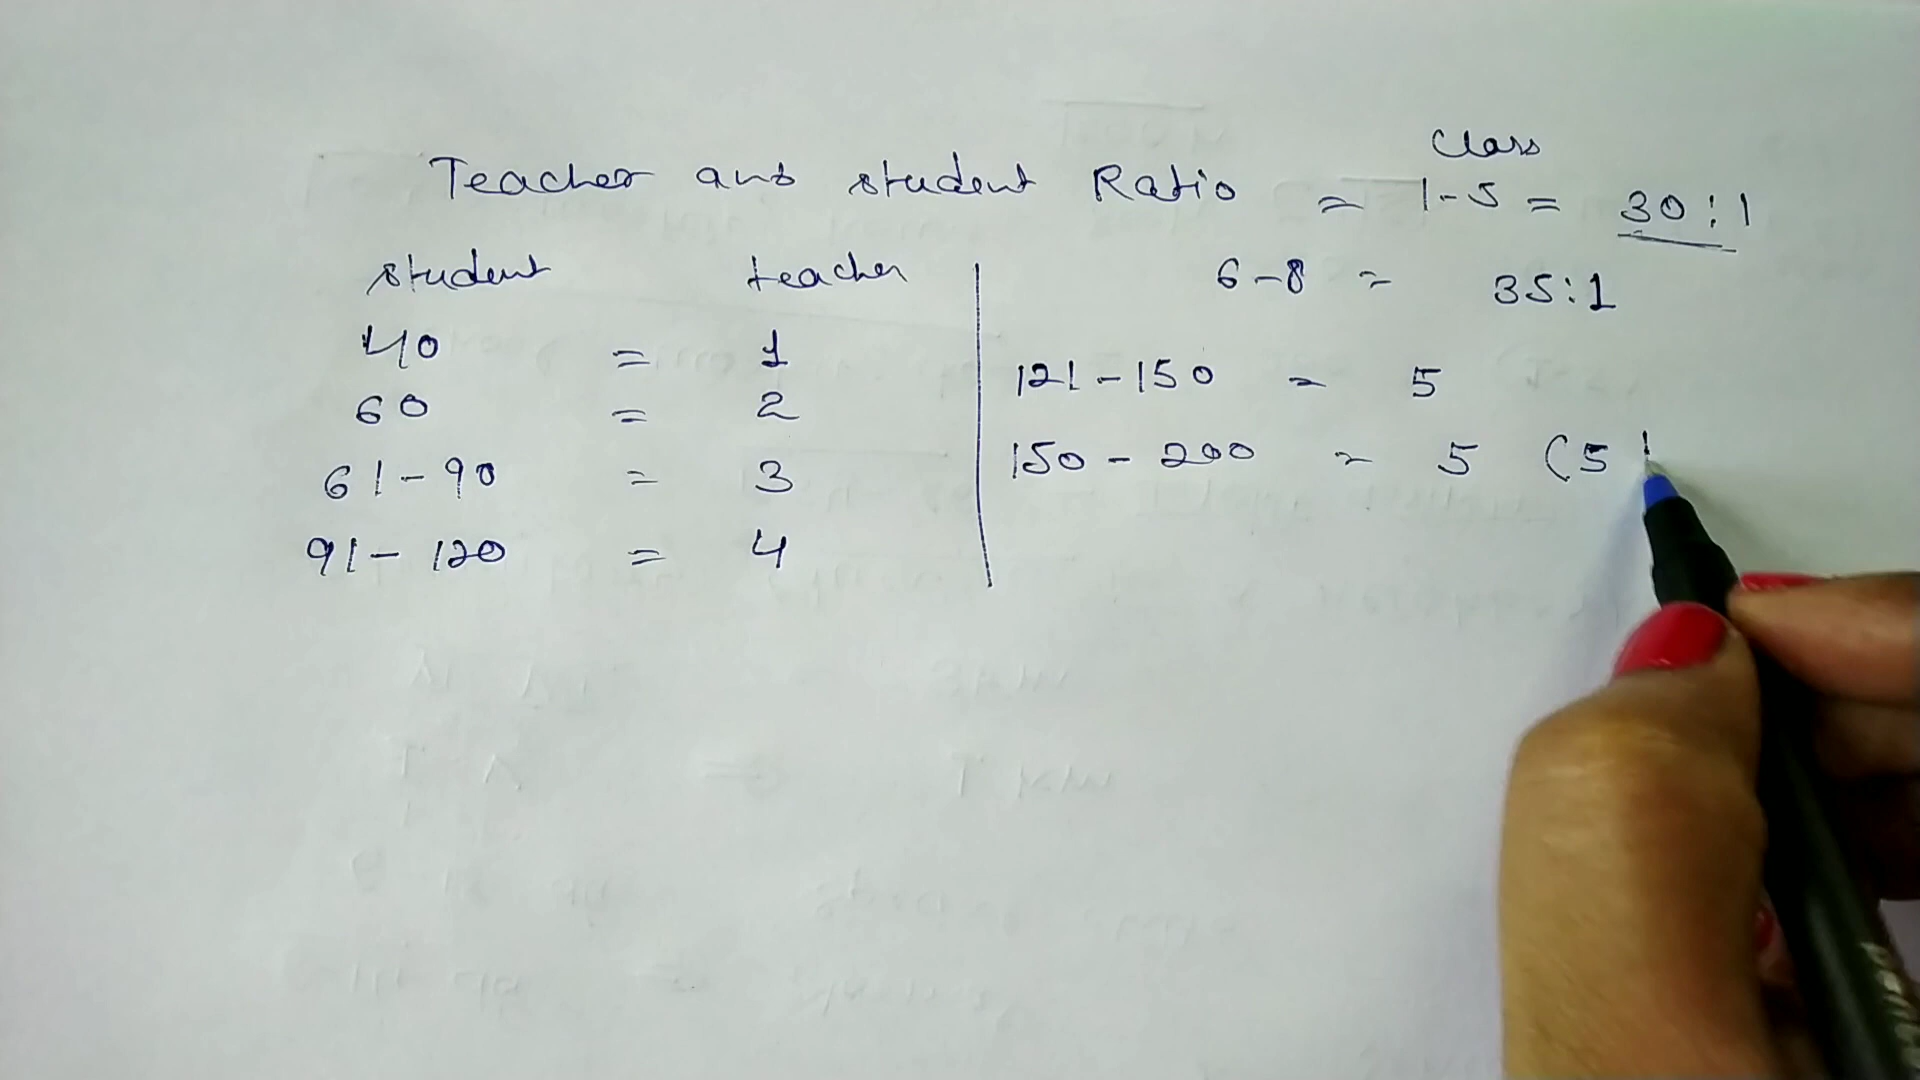 Class
Teacher and student Ratio = 1-5 = 30:1
6-8 = 35:1
student teacher
40 = 1
60 = 2
61-90 = 3
91-120 = 4
121-150 = 5
150-200 = 5 (5